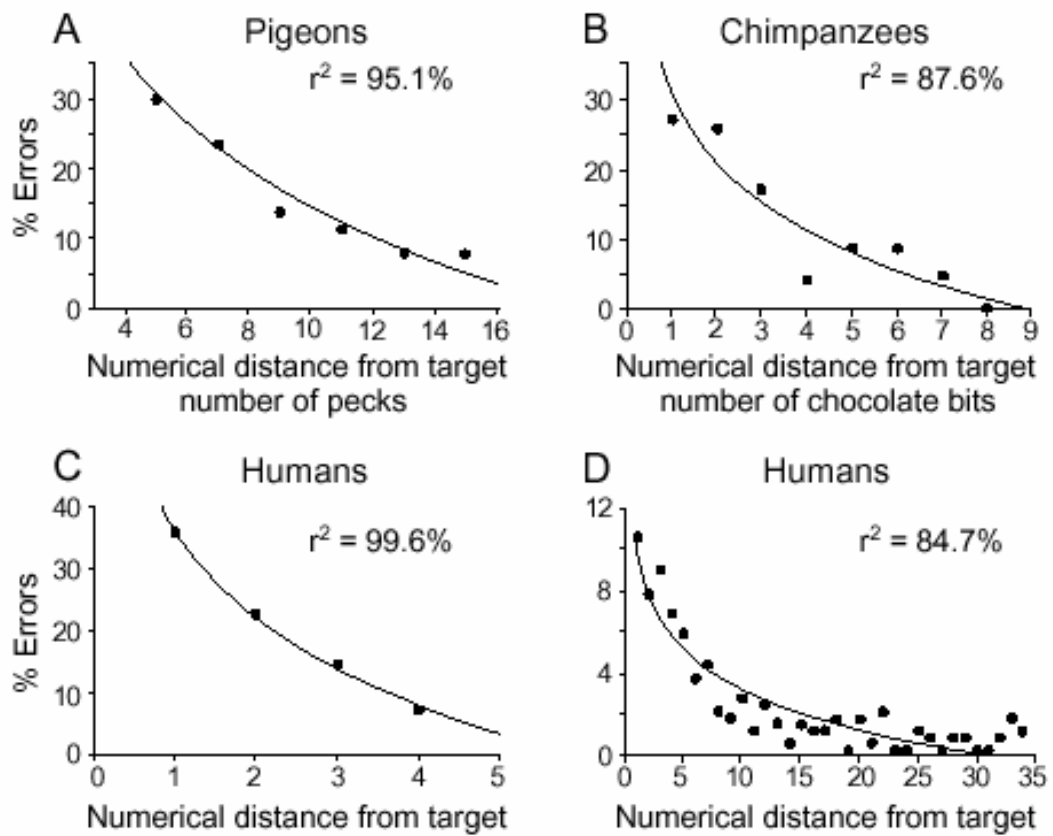 A
Pigeons
r² = 95.1%
% Errors
30
20
10
0
4 6 8 10 12 14 16
Numerical distance from target
number of pecks
B
Chimpanzees
r² = 87.6%
30
20
10
0
0 1 2 3 4 5 6 7 8 9
Numerical distance from target
number of chocolate bits
C
Humans
r² = 99.6%
% Errors
40
30
20
10
0
0 1 2 3 4 5
Numerical distance from target
D
Humans
r² = 84.7%
12
8
4
0
0 5 10 15 20 25 30 35
Numerical distance from target